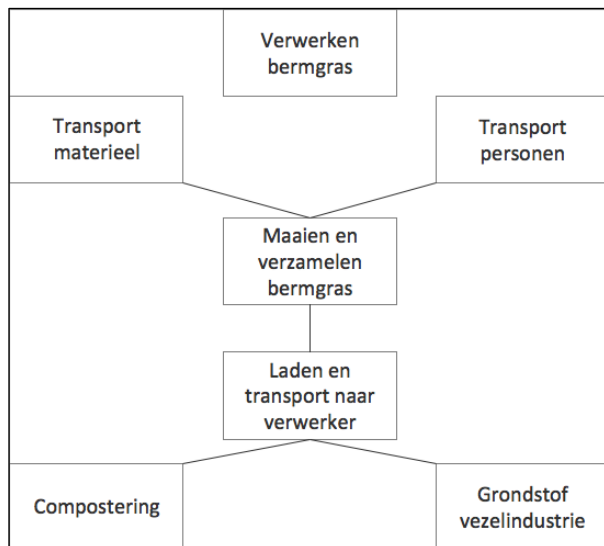 Verwerken
bermgras
Transport
materieel
Transport
personen
Maaien en
verzamelen
bermgras
Laden en
transport naar
verwerker
Compostering
Grondstof
vezelindustrie